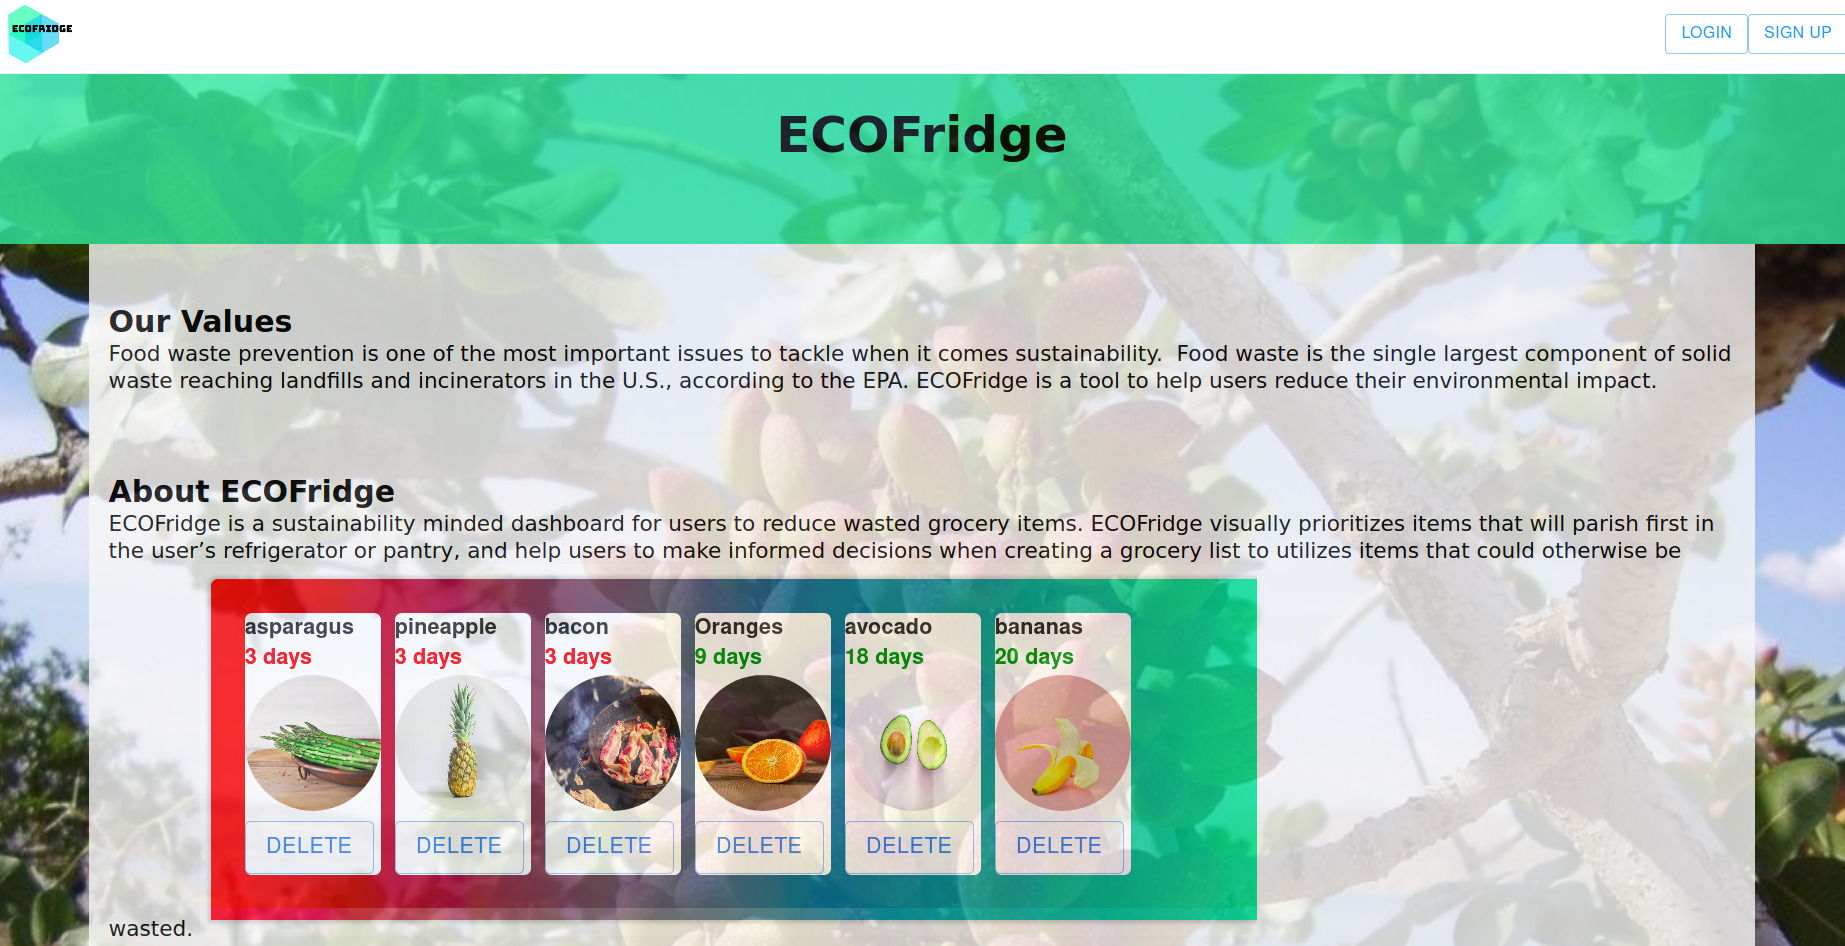 ECOFRIDGE
LOGIN SIGN UP
ECOFridge
Our Values
Food waste prevention is one of the most important issues to tackle when it comes sustainability.  Food waste is the single largest component of solid
waste reaching landfills and incinerators in the U.S., according to the EPA. ECOFridge is a tool to help users reduce their environmental impact.
About ECOFridge
ECOFridge is a sustainability minded dashboard for users to reduce wasted grocery items. ECOFridge visually prioritizes items that will parish first in
the user’s refrigerator or pantry, and help users to make informed decisions when creating a grocery list to utilizes items that could otherwise be
asparagus pineapple bacon Oranges avocado bananas
3 days 3 days 3 days 9 days 18 days 20 days
DELETE DELETE DELETE DELETE DELETE DELETE
wasted.